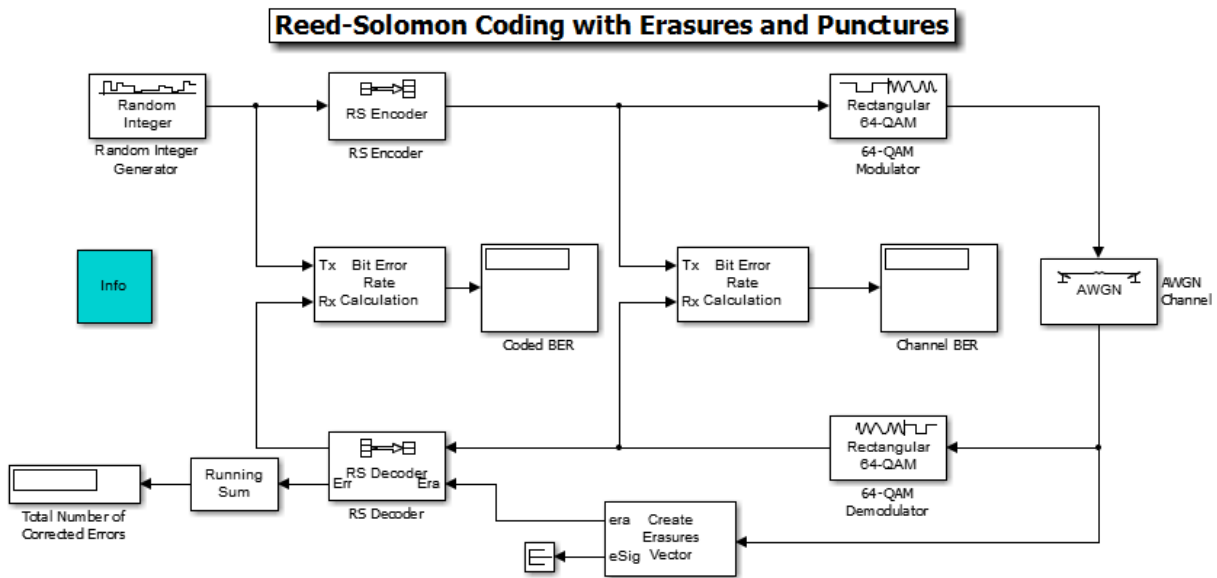 Reed-Solomon Coding with Erasures and Punctures
Random
Integer
Random Integer
Generator
RS Encoder
RS Encoder
Rectangular
64-QAM
64-QAM
Modulator
Info
Tx
Rx
Bit Error
Rate
Calculation
Coded BER
Tx
Rx
Bit Error
Rate
Calculation
Channel BER
AWGN
AWGN
Channel
Total Number of
Corrected Errors
Running
Sum
RS Decoder
Err
Era
RS Decoder
Rectangular
64-QAM
64-QAM
Demodulator
era
eSig
Create
Erasures
Vector